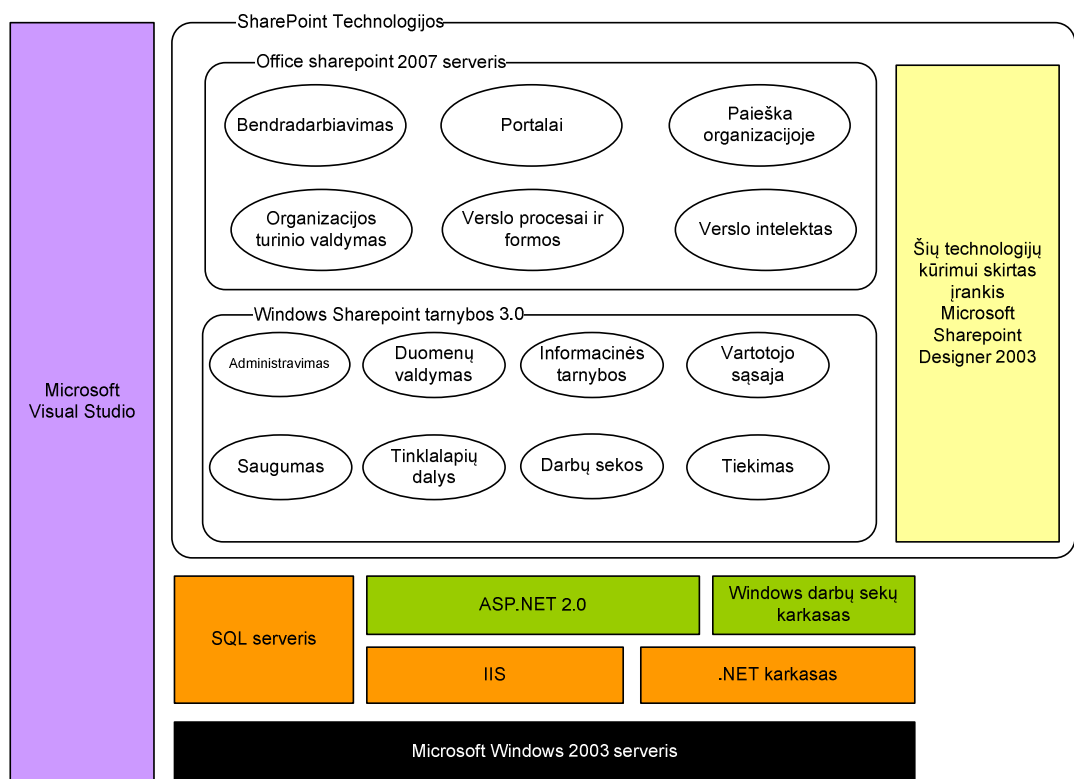 SharePoint Technologijos
Office sharepoint 2007 serveris
Bendradarbiavimas
Portalai
Paieška
organizacijoje
Organizacijos
turinio valdymas
Verslo procesai ir
formos
Verslo intelektas
Windows Sharepoint tarnybos 3.0
Administravimas
Duomenų
valdymas
Informacinės
tarnybos
Vartotojo
sąsaja
Saugumas
Tinklalapių
dalys
Darbų sekos
Tiekimas
Šių technologijų
kūrimui skirtas
įrankis
Microsoft
Sharepoint
Designer 2003
Microsoft
Visual Studio
SQL serveris
ASP.NET 2.0
Windows darbų sekų
karkasas
IIS
.NET karkasas
Microsoft Windows 2003 serveris